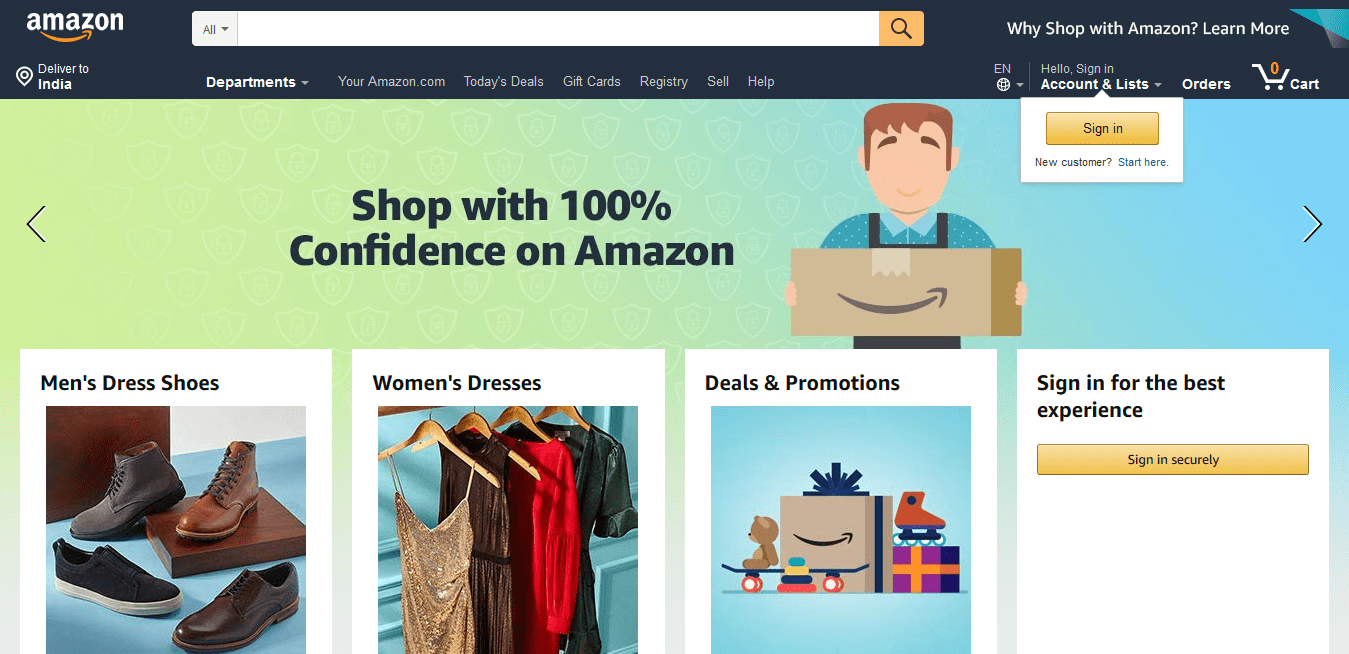 amazon
All
Why Shop with Amazon? Learn More
Deliver to
India
Departments
Your Amazon.com
Today's Deals
Gift Cards
Registry
Sell
Help
EN
Hello, Sign in
Account & Lists
Orders
0
Cart
Sign in
New customer? Start here.
Shop with 100%
Confidence on Amazon
Men's Dress Shoes
Women's Dresses
Deals & Promotions
Sign in for the best
experience
Sign in securely